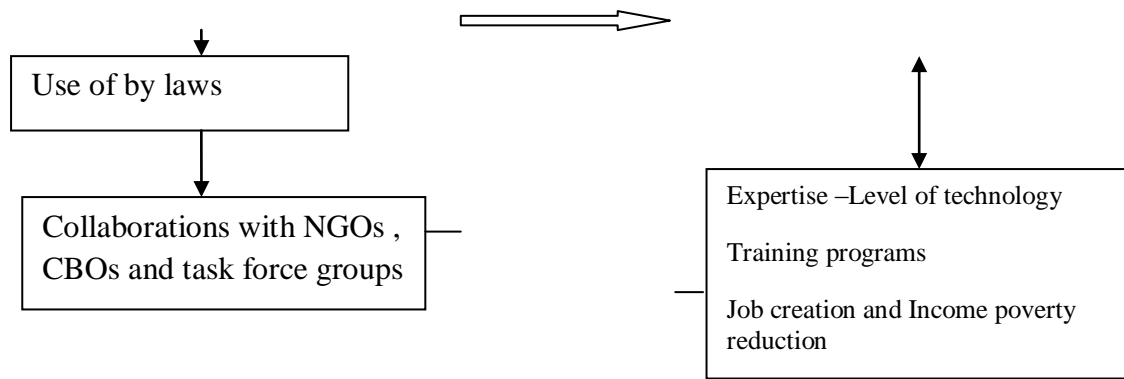 Use of by laws
Collaborations with NGOs ,
CBOs and task force groups
Expertise –Level of technology
Training programs
Job creation and Income poverty
reduction